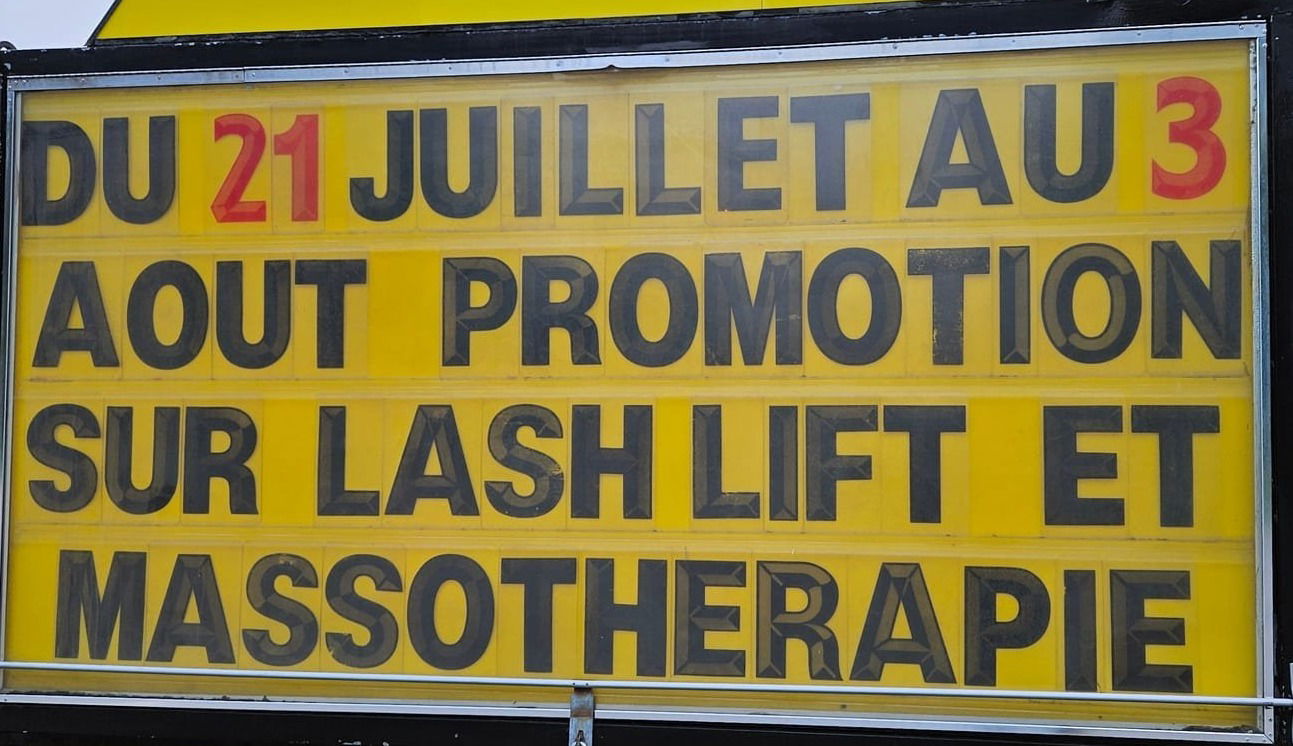 DU 21 JUILLET AU 3
AOUT PROMOTION
SUR LASH LIFT ET
MASSOTHERAPIE